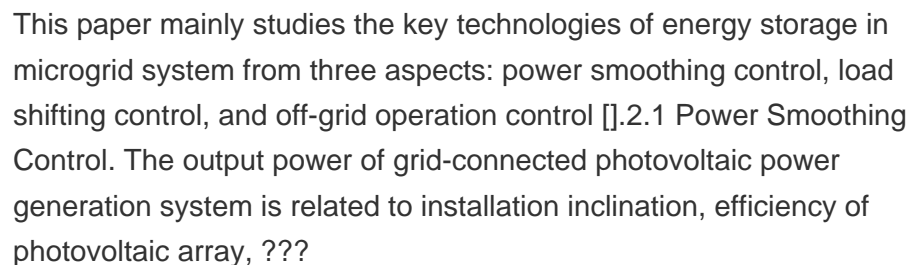 This paper mainly studies the key technologies of energy storage in
microgrid system from three aspects: power smoothing control, load
shifting control, and off-grid operation control [].2.1 Power Smoothing
Control. The output power of grid-connected photovoltaic power
generation system is related to installation inclination, efficiency of
photovoltaic array, ???